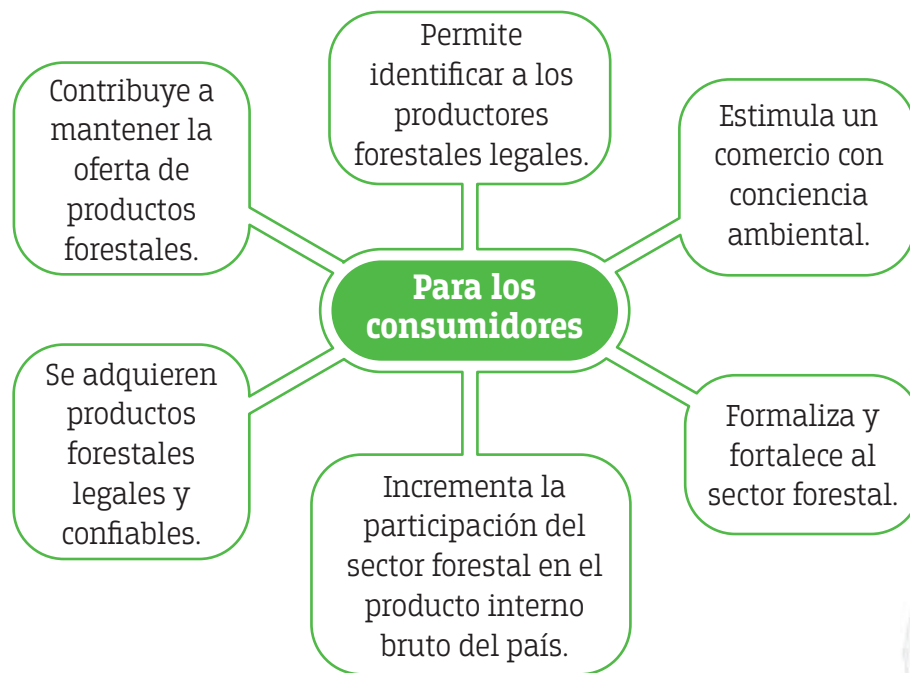 Permite
identificar a los
productores
forestales legales.
Contribuye a
mantener la
oferta de
productos
forestales.
Estimula un
comercio con
conciencia
ambiental.
Para los
consumidores
Se adquieren
productos
forestales
legales y
confiables.
Formaliza y
fortalece al
sector forestal.
Incrementa la
participación del
sector forestal en el
producto interno
bruto del país.